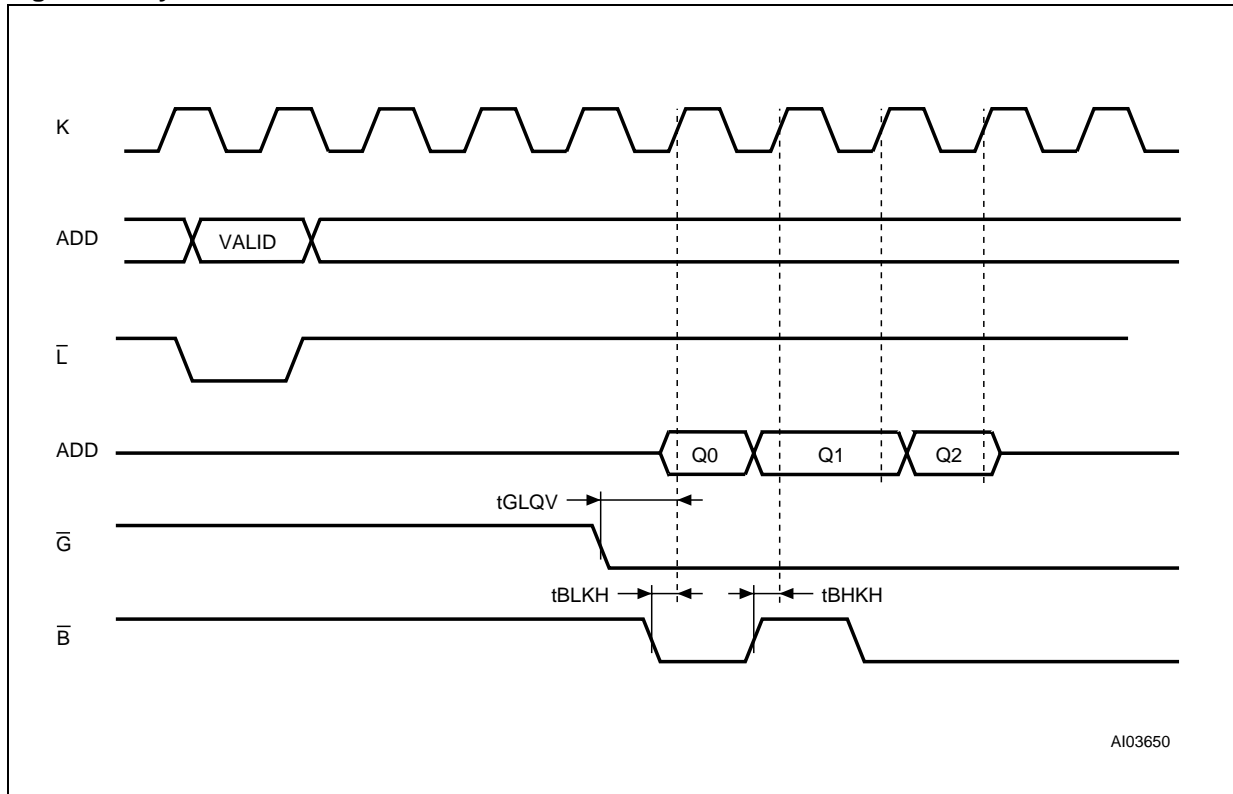 K
ADD
VALID
L̅
ADD
Q0 Q1 Q2
tGLQV
G̅
tBLKH tBHKH
B̅
AI03650